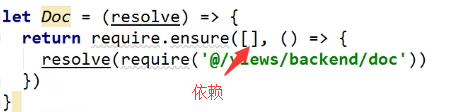 let Doc = (resolve) => {
  return require.ensure([], () => {
    resolve(require('@/views/backend/doc'))
  })
}
依赖